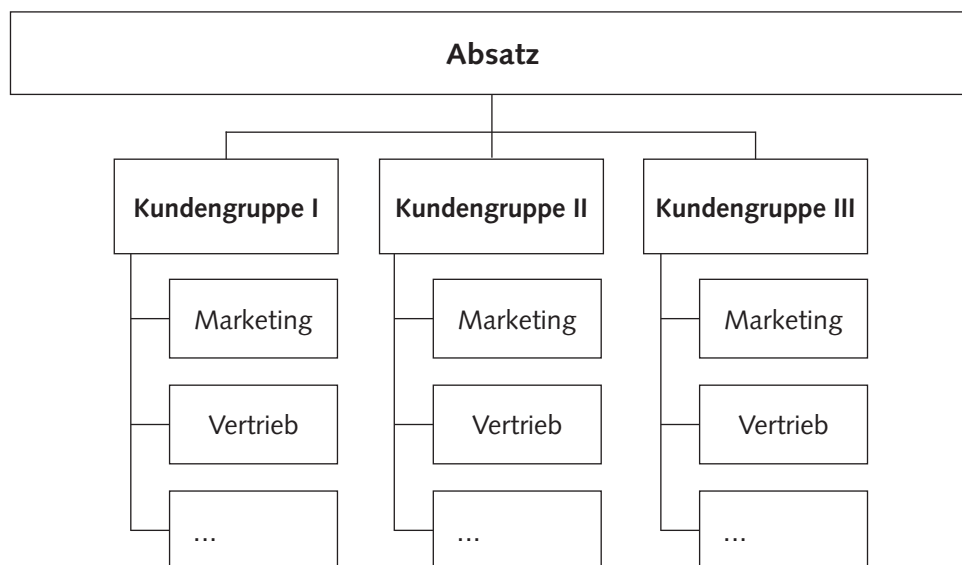 Absatz
Kundengruppe I
Kundengruppe II
Kundengruppe III
Marketing
Marketing
Marketing
Vertrieb
Vertrieb
Vertrieb
...
...
...